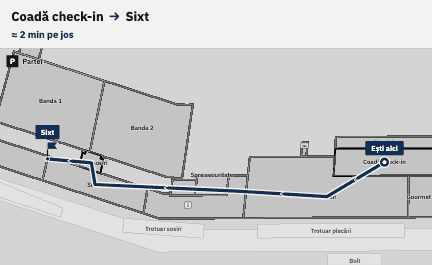 Coadă check-in → Sixt
≈ 2 min pe jos
P Parter
Banda 1
Banda 2
Sixt
Ești aici
Coadă check-in
Spre securitate
Gourmet
Trotuar sosiri
Trotuar plecări
Bolt